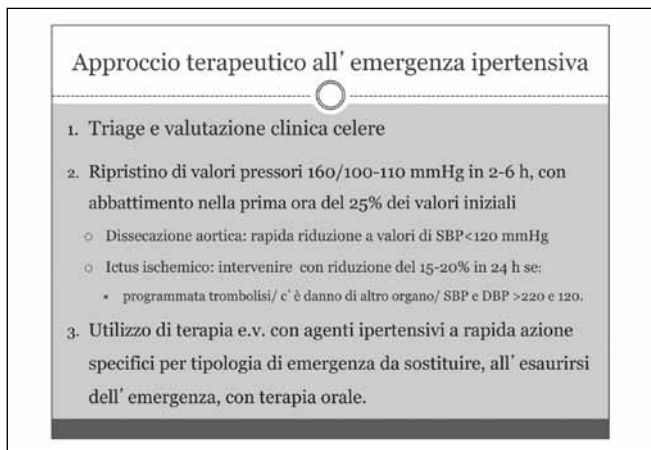 Approccio terapeutico all’ emergenza ipertensiva
1. Triage e valutazione clinica celere
2. Ripristino di valori pressori 160/100-110 mmHg in 2-6 h, con
abbattimento nella prima ora del 25% dei valori iniziali
○ Dissecazione aortica: rapida riduzione a valori di SBP<120 mmHg
○ Ictus ischemico: intervenire con riduzione del 15-20% in 24 h se:
▪ programmata trombolisi/ c’ è danno di altro organo/ SBP e DBP >220 e 120.
3. Utilizzo di terapia e.v. con agenti ipertensivi a rapida azione
specifici per tipologia di emergenza da sostituire, all’ esaurirsi
dell’ emergenza, con terapia orale.